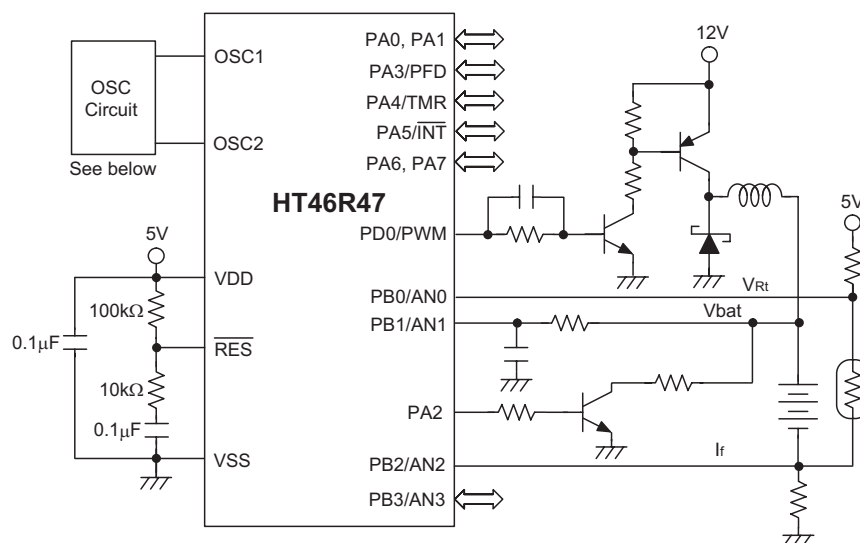 OSC
Circuit
See below
OSC1
OSC2
5V
100kΩ
0.1μF
10kΩ
0.1μF
VDD
RES
VSS
HT46R47
PA0, PA1
PA3/PFD
PA4/TMR
PA5/INT
PA6, PA7
PD0/PWM
PB0/AN0
PB1/AN1
PA2
PB2/AN2
PB3/AN3
12V
5V
VRt
Vbat
If